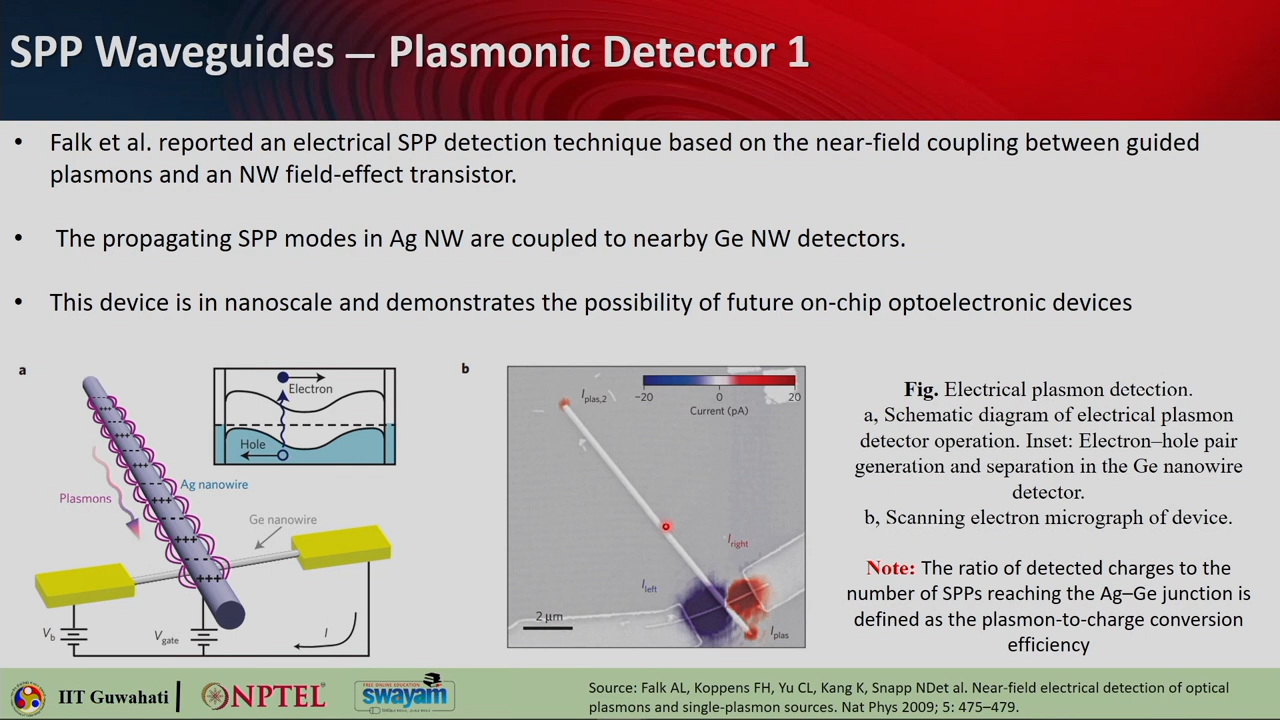 SPP Waveguides — Plasmonic Detector 1
• Falk et al. reported an electrical SPP detection technique based on the near-field coupling between guided
plasmons and an NW field-effect transistor.
• The propagating SPP modes in Ag NW are coupled to nearby Ge NW detectors.
• This device is in nanoscale and demonstrates the possibility of future on-chip optoelectronic devices
a
Electron
Hole
Plasmons
Ag nanowire
Ge nanowire
+++
+++
+++
+++
+++
+++
Vb
Vgate
I
b
Iplas,2
−20 0 20
Current (pA)
Iright
Ileft
2 μm
Iplas
Fig. Electrical plasmon detection.
a, Schematic diagram of electrical plasmon
detector operation. Inset: Electron–hole pair
generation and separation in the Ge nanowire
detector.
b, Scanning electron micrograph of device.
Note: The ratio of detected charges to the
number of SPPs reaching the Ag–Ge junction is
defined as the plasmon-to-charge conversion
efficiency
IIT Guwahati
NPTEL
FREE ONLINE EDUCATION
swayam
Source: Falk AL, Koppens FH, Yu CL, Kang K, Snapp NDet al. Near-field electrical detection of optical
plasmons and single-plasmon sources. Nat Phys 2009; 5: 475–479.